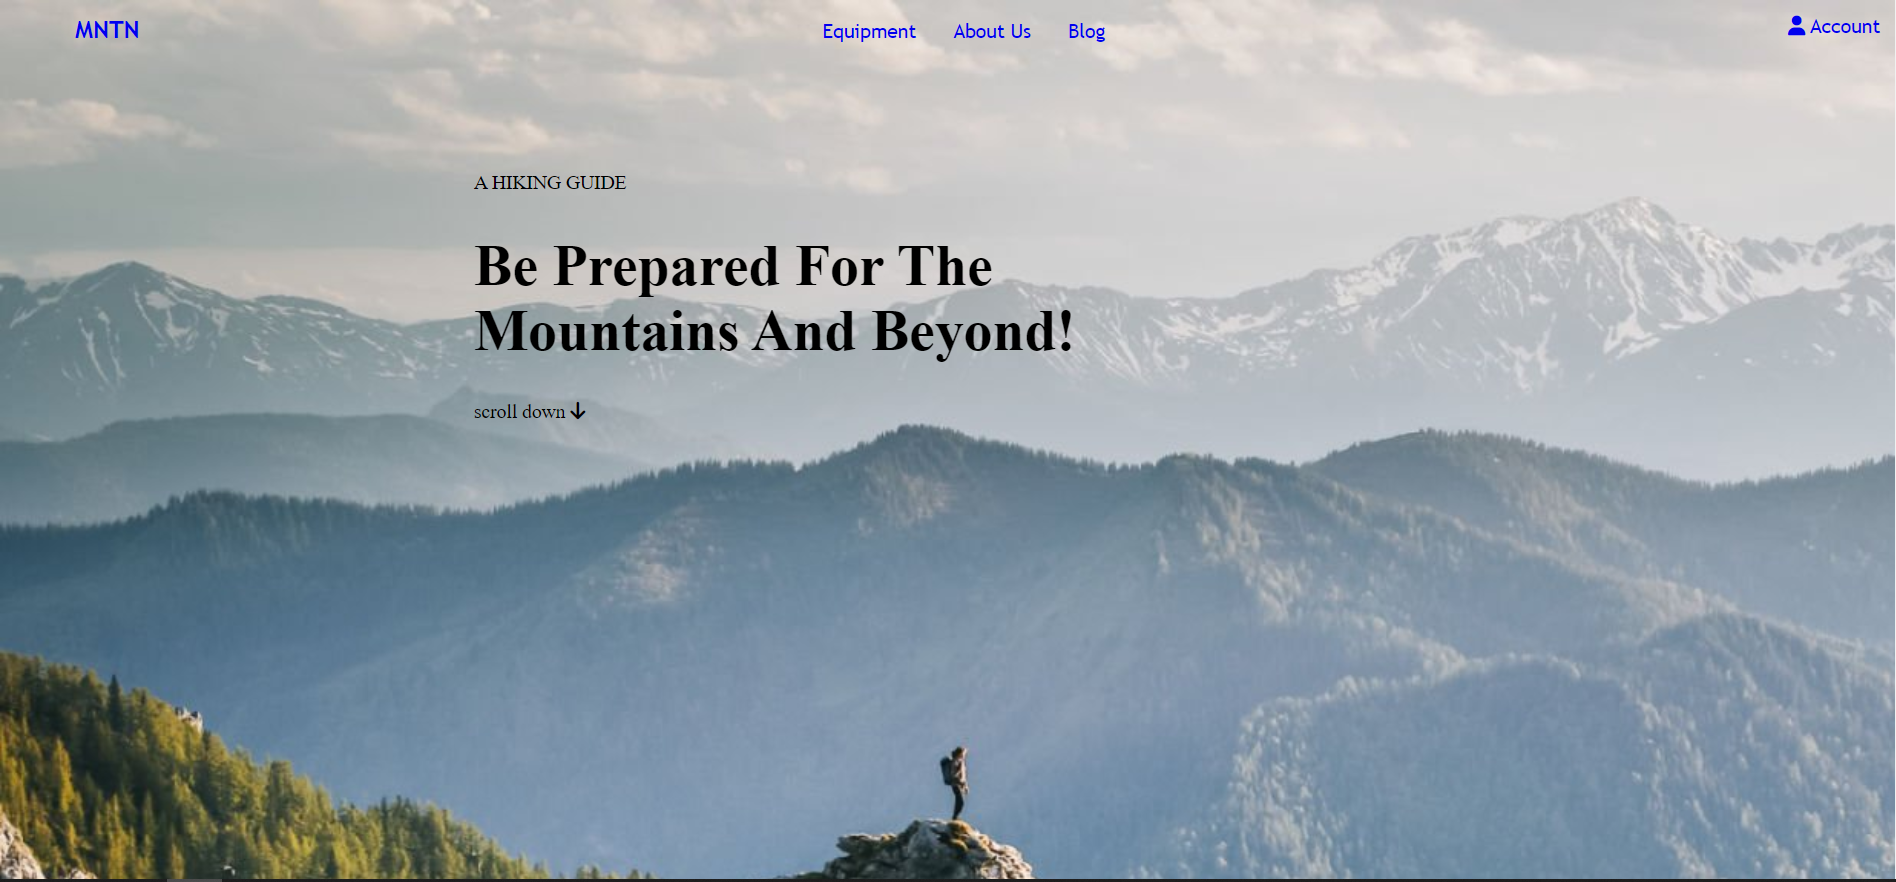 MNTN
Equipment About Us Blog
Account
A HIKING GUIDE
Be Prepared For The
Mountains And Beyond!
scroll down